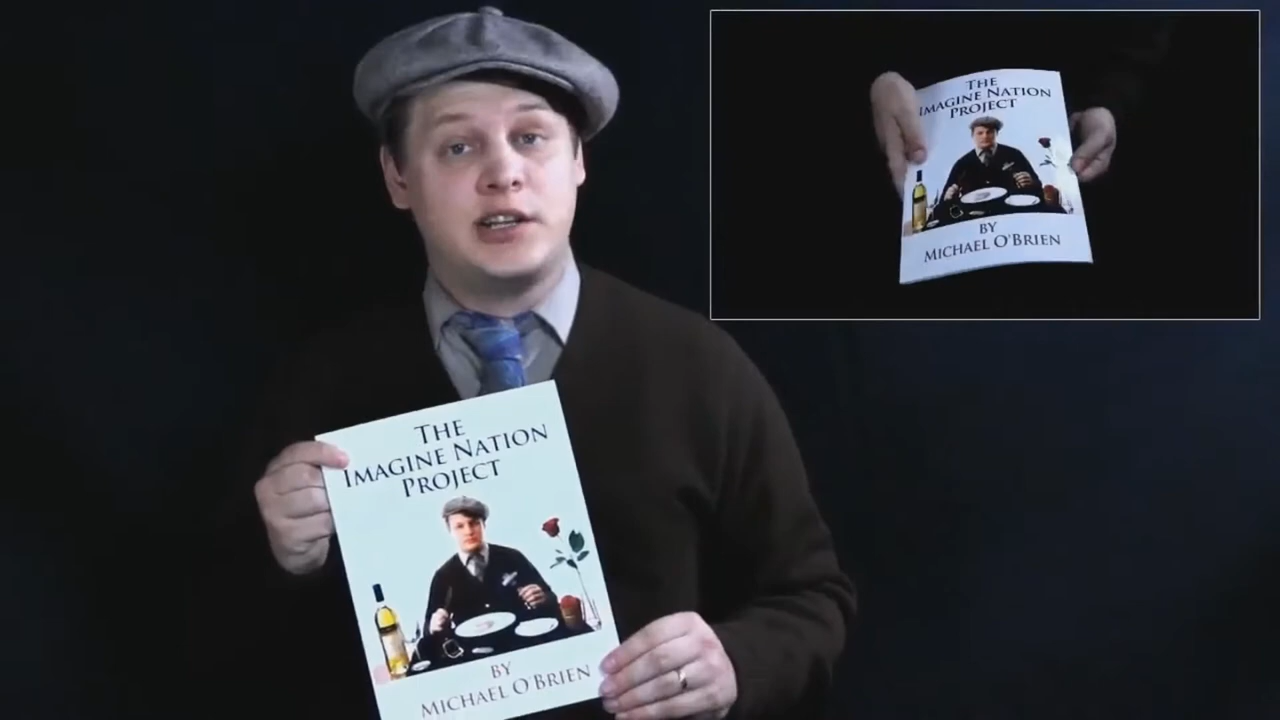 THE
IMAGINE NATION
PROJECT
BY
MICHAEL O'BRIEN
THE
IMAGINE NATION
PROJECT
BY
MICHAEL O'BRIEN